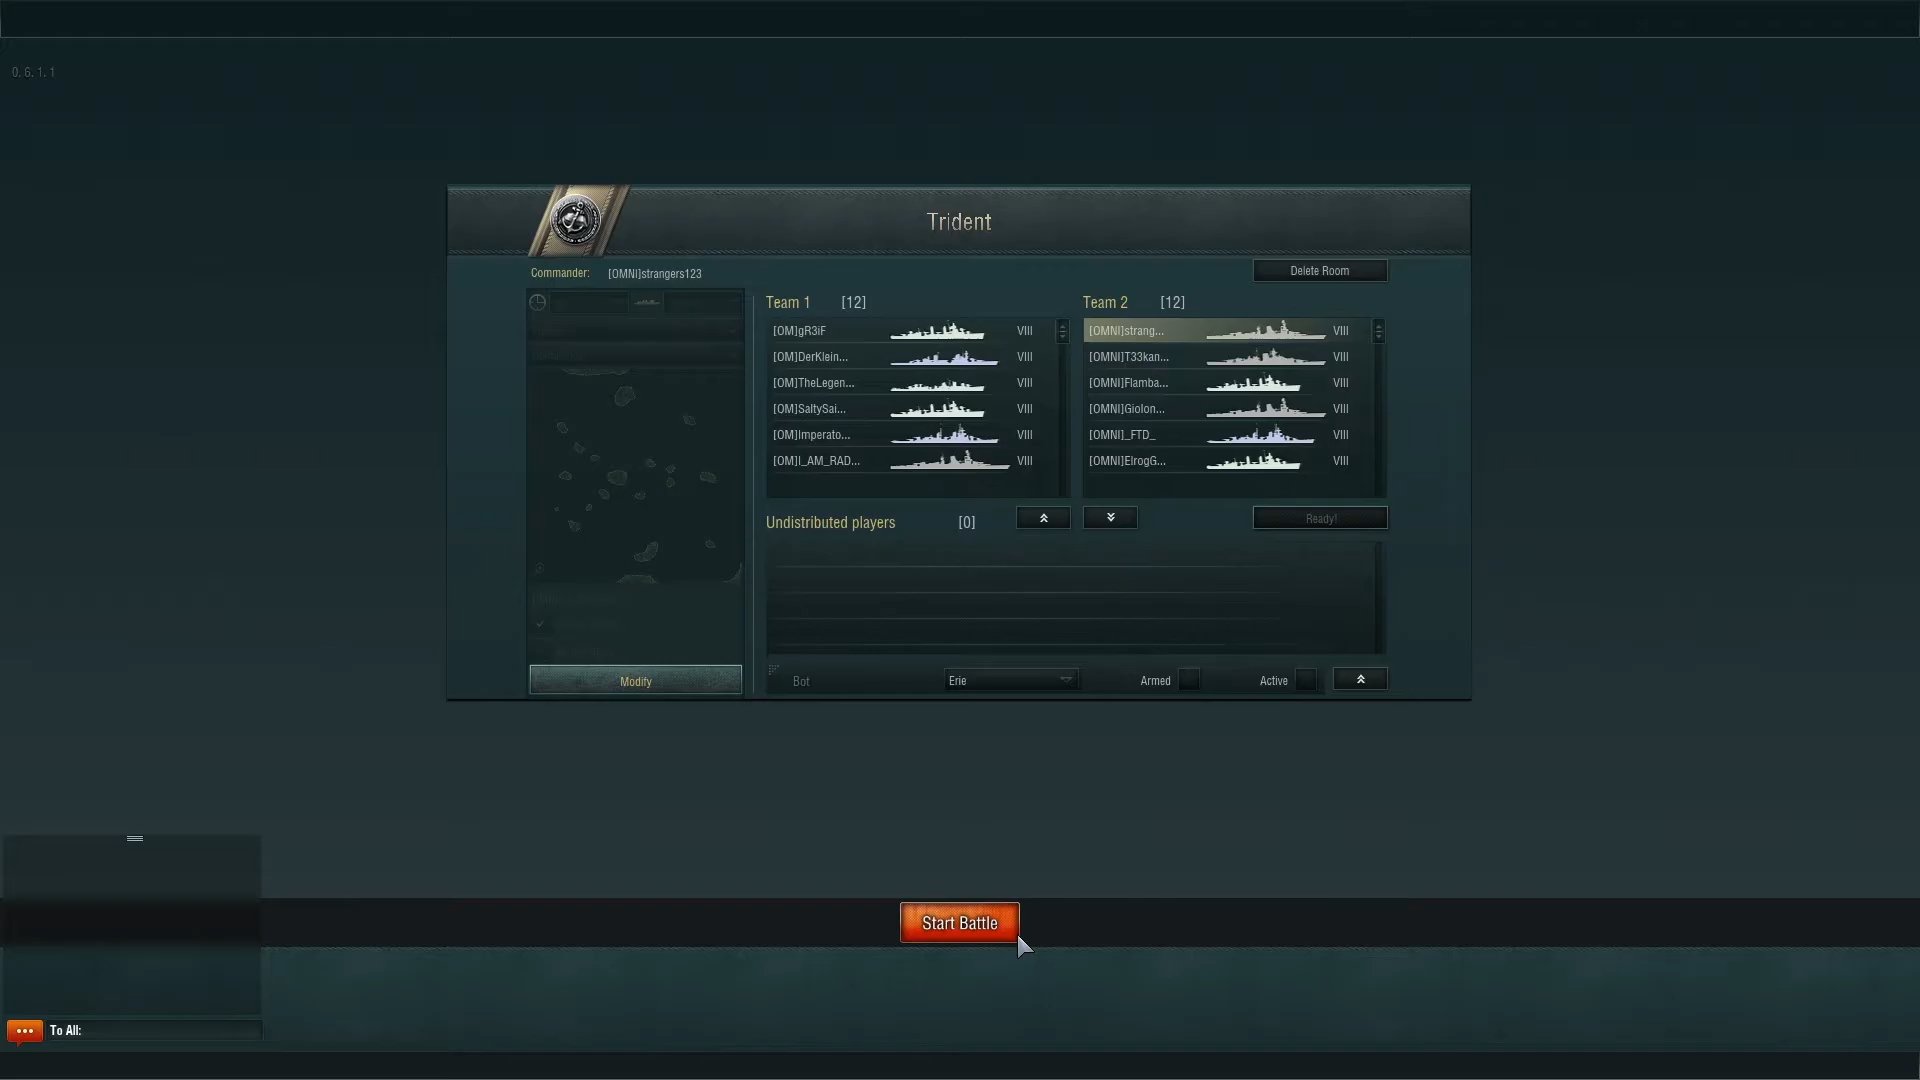 0.6.1.1
Trident
Commander: [OMNI]strangers123
Delete Room
Team 1 [12]
Team 2 [12]
[OM]gR3iF VIII
[OMNI]strang... VIII
[OM]DerKlein... VIII
[OMNI]T33kan... VIII
[OM]TheLegen... VIII
[OMNI]Flamba... VIII
[OM]SaltySai... VIII
[OMNI]Giolon... VIII
[OM]Imperato... VIII
[OMNI]_FTD_ VIII
[OM]I_AM_RAD... VIII
[OMNI]ElrogG... VIII
Undistributed players [0]
Ready!
Modify
Bot
Erie
Armed
Active
Start Battle
To All: